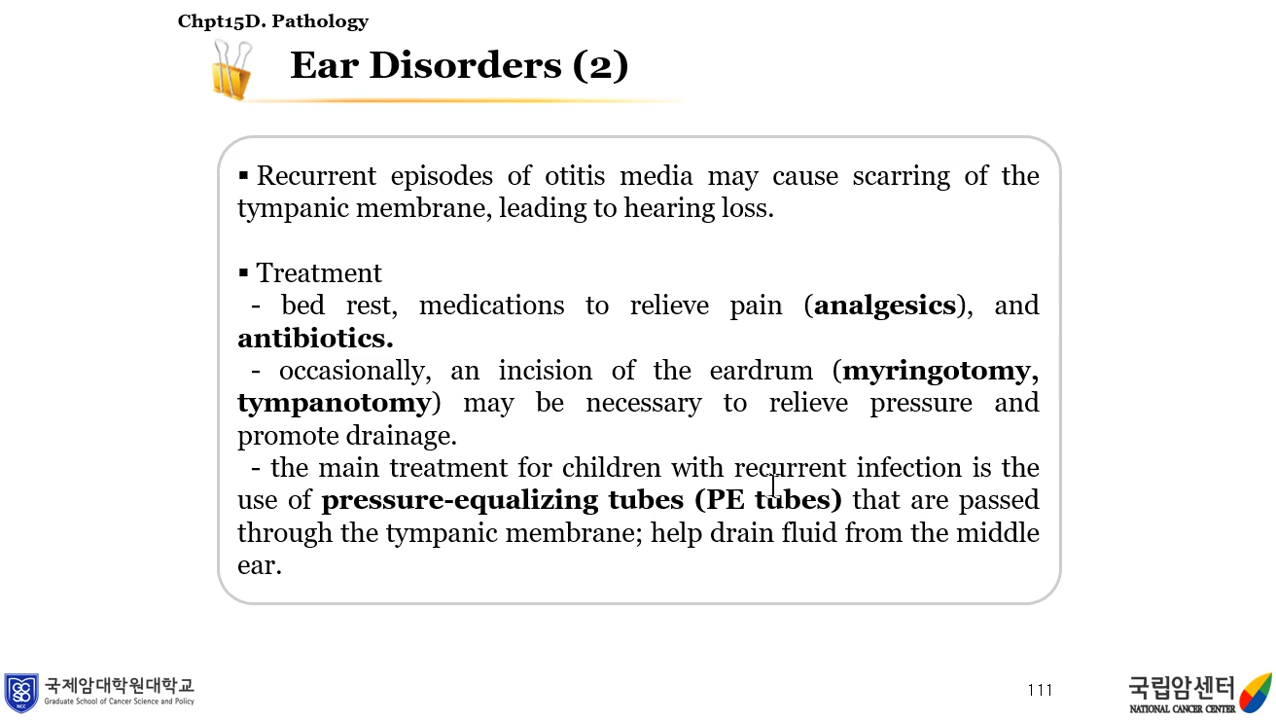 Chpt15D. Pathology
Ear Disorders (2)
▪ Recurrent episodes of otitis media may cause scarring of the
tympanic membrane, leading to hearing loss.
▪ Treatment
- bed rest, medications to relieve pain (analgesics), and
antibiotics.
- occasionally, an incision of the eardrum (myringotomy,
tympanotomy) may be necessary to relieve pressure and
promote drainage.
- the main treatment for children with recurrent infection is the
use of pressure-equalizing tubes (PE tubes) that are passed
through the tympanic membrane; help drain fluid from the middle
ear.
국제암대학원대학교
Graduate School of Cancer Science and Policy
NCC
111
국립암센터
NATIONAL CANCER CENTER